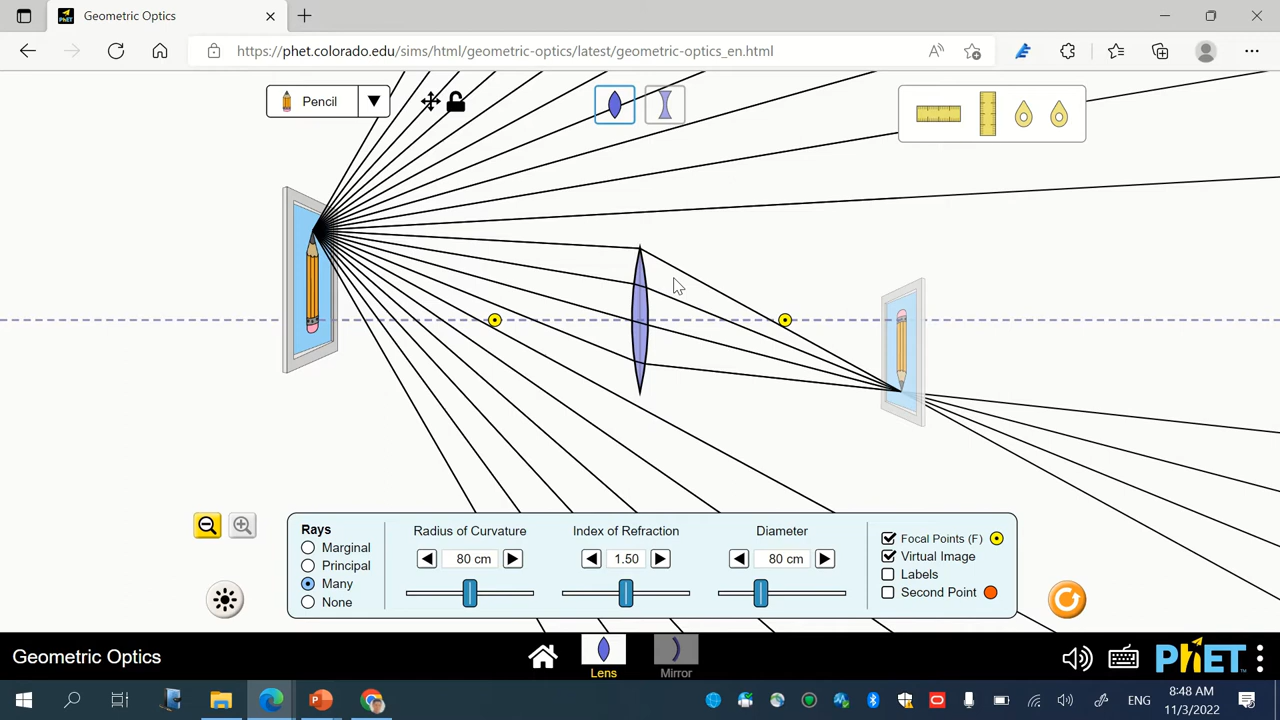 Geometric Optics
https://phet.colorado.edu/sims/html/geometric-optics/latest/geometric-optics_en.html
Pencil
Rays
Marginal
Principal
Many
None
Radius of Curvature
80 cm
Index of Refraction
1.50
Diameter
80 cm
Focal Points (F)
Virtual Image
Labels
Second Point
Geometric Optics
Lens
Mirror
PhET
ENG
8:48 AM
11/3/2022